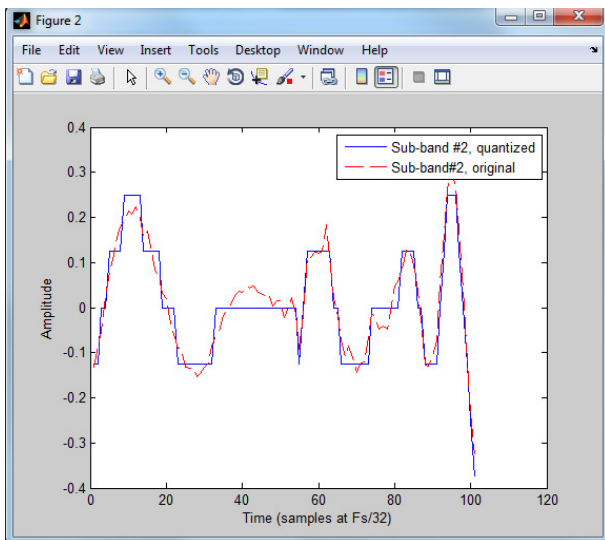 Figure 2
File Edit View Insert Tools Desktop Window Help
0.4
0.3
0.2
0.1
0
-0.1
-0.2
-0.3
-0.4
Amplitude
Sub-band #2, quantized
Sub-band#2, original
0 20 40 60 80 100 120
Time (samples at Fs/32)